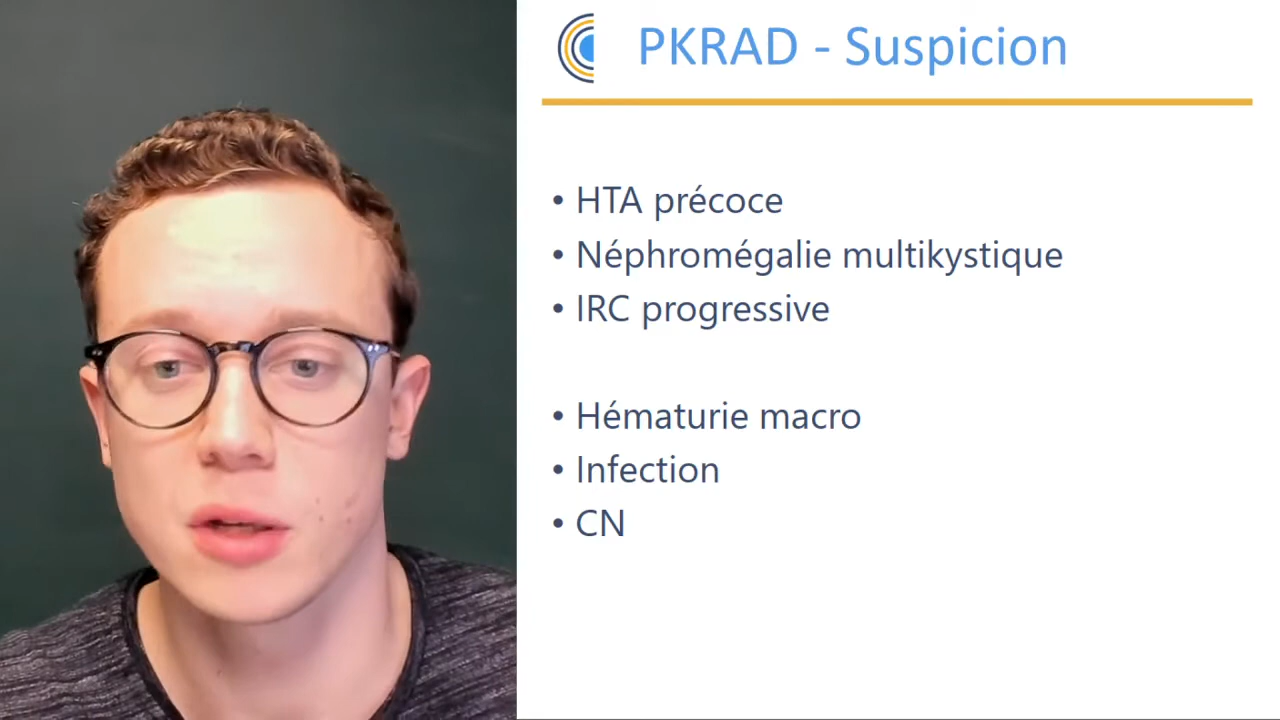 PKRAD - Suspicion
• HTA précoce
• Néphromégalie multikystique
• IRC progressive
• Hématurie macro
• Infection
• CN